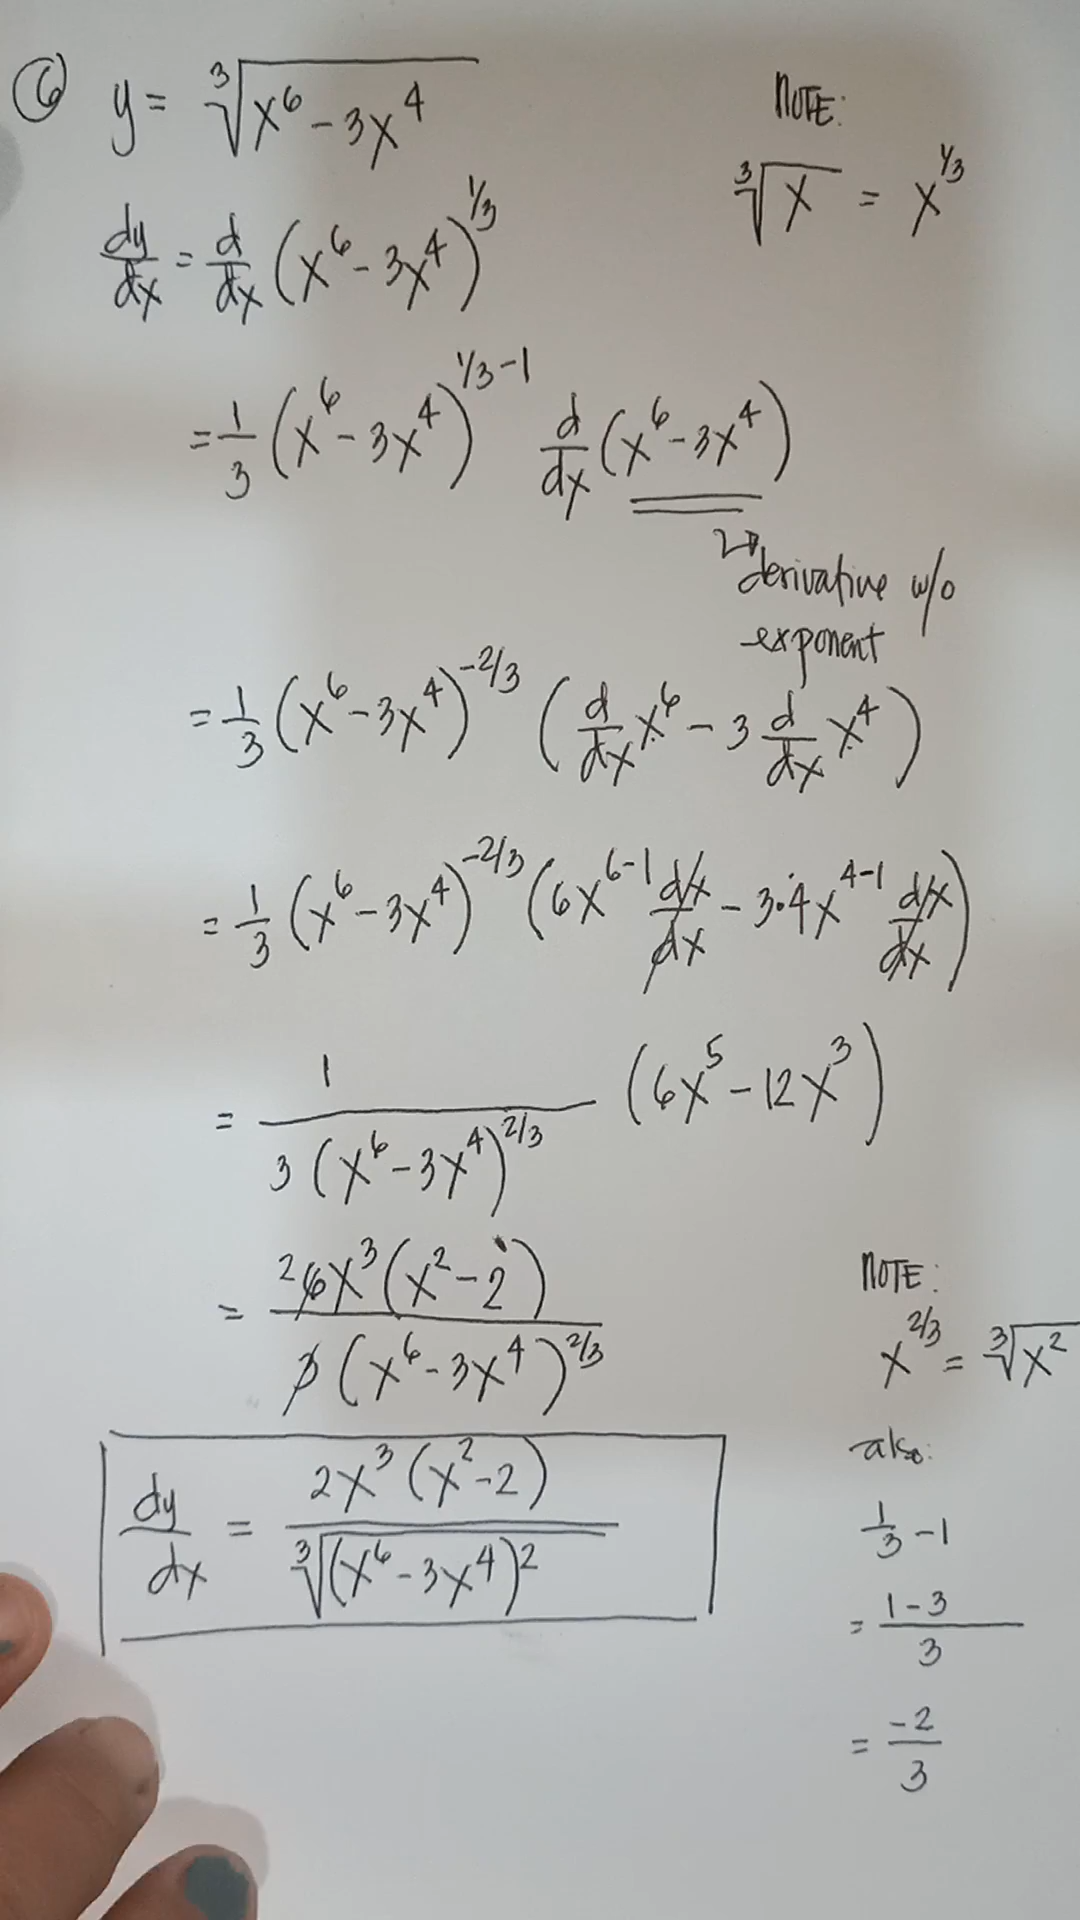 ⑥ y = ∛(x⁶ - 3x⁴)
NOTE:
∛x = x^(1/3)
dy/dx = d/dx (x⁶ - 3x⁴)^(1/3)
= 1/3 (x⁶ - 3x⁴)^(1/3 - 1) d/dx (x⁶ - 3x⁴)
derivative w/o
exponent
= 1/3 (x⁶ - 3x⁴)^(-2/3) (d/dx x⁶ - 3 d/dx x⁴)
= 1/3 (x⁶ - 3x⁴)^(-2/3) (6x^(6-1) dx/dx - 3·4x^(4-1) dx/dx)
= 1 / 3(x⁶ - 3x⁴)^(2/3) (6x⁵ - 12x³)
= 2 6x³(x² - 2) / 3(x⁶ - 3x⁴)^(2/3)
dy/dx = 2x³(x² - 2) / ∛(x⁶ - 3x⁴)²
NOTE:
x^(2/3) = ∛x²
also:
1/3 - 1
= (1 - 3)/3
= -2/3